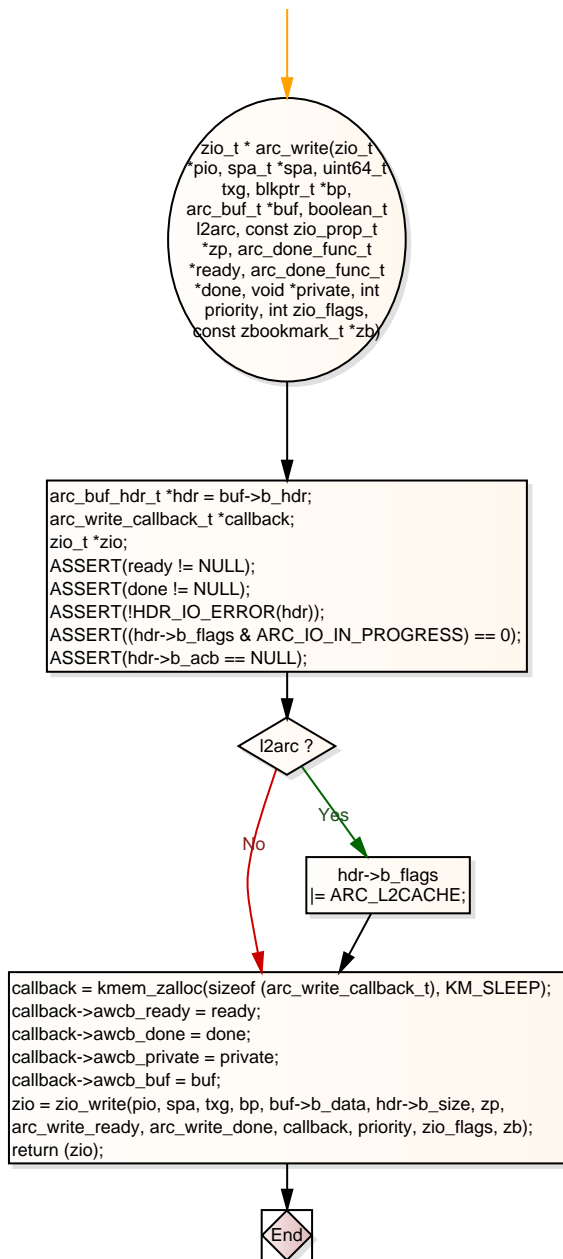 zio_t * arc_write(zio_t
*pio, spa_t *spa, uint64_t
txg, blkptr_t *bp,
arc_buf_t *buf, boolean_t
l2arc, const zio_prop_t
*zp, arc_done_func_t
*ready, arc_done_func_t
*done, void *private, int
priority, int zio_flags,
const zbookmark_t *zb)
arc_buf_hdr_t *hdr = buf->b_hdr;
arc_write_callback_t *callback;
zio_t *zio;
ASSERT(ready != NULL);
ASSERT(done != NULL);
ASSERT(!HDR_IO_ERROR(hdr));
ASSERT((hdr->b_flags & ARC_IO_IN_PROGRESS) == 0);
ASSERT(hdr->b_acb == NULL);
l2arc ?
Yes
No
hdr->b_flags
|= ARC_L2CACHE;
callback = kmem_zalloc(sizeof (arc_write_callback_t), KM_SLEEP);
callback->awcb_ready = ready;
callback->awcb_done = done;
callback->awcb_private = private;
callback->awcb_buf = buf;
zio = zio_write(pio, spa, txg, bp, buf->b_data, hdr->b_size, zp,
arc_write_ready, arc_write_done, callback, priority, zio_flags, zb);
return (zio);
End